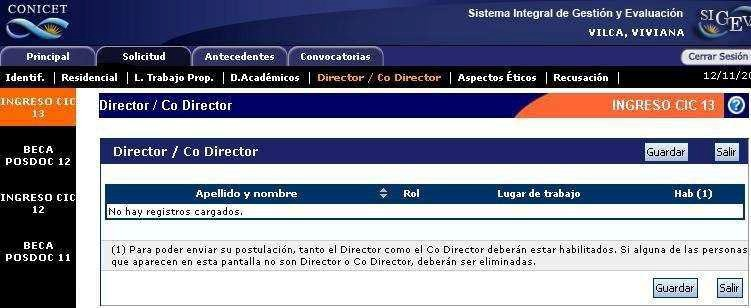 CONICET
Sistema Integral de Gestión y Evaluación
VILCA, VIVIANA
SIGEV
Principal
Solicitud
Antecedentes
Convocatorias
Cerrar Sesión
Identif. | Residencial | L. Trabajo Prop. | D.Académicos | Director / Co Director | Aspectos Éticos | Recusación |
12/11/20
INGRESO CIC
13
BECA
POSDOC 12
INGRESO CIC
12
BECA
POSDOC 11
Director / Co Director
INGRESO CIC 13
?
Director / Co Director
Guardar
Salir
Apellido y nombre
Rol
Lugar de trabajo
Hab (1)
No hay registros cargados.
(1) Para poder enviar su postulación, tanto el Director como el Co Director deberán estar habilitados. Si alguna de las personas
que aparecen en esta pantalla no son Director o Co Director, deberán ser eliminadas.
Guardar
Salir